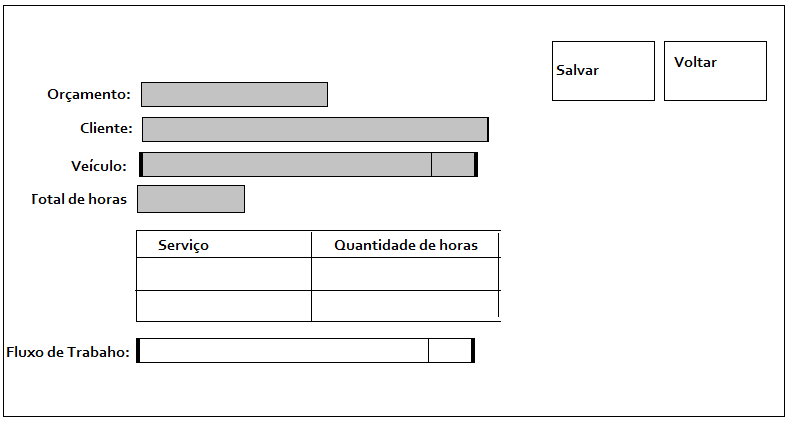 Salvar
Voltar
Orçamento:
Cliente:
Veículo:
Total de horas
Serviço
Quantidade de horas
Fluxo de Trabaho: